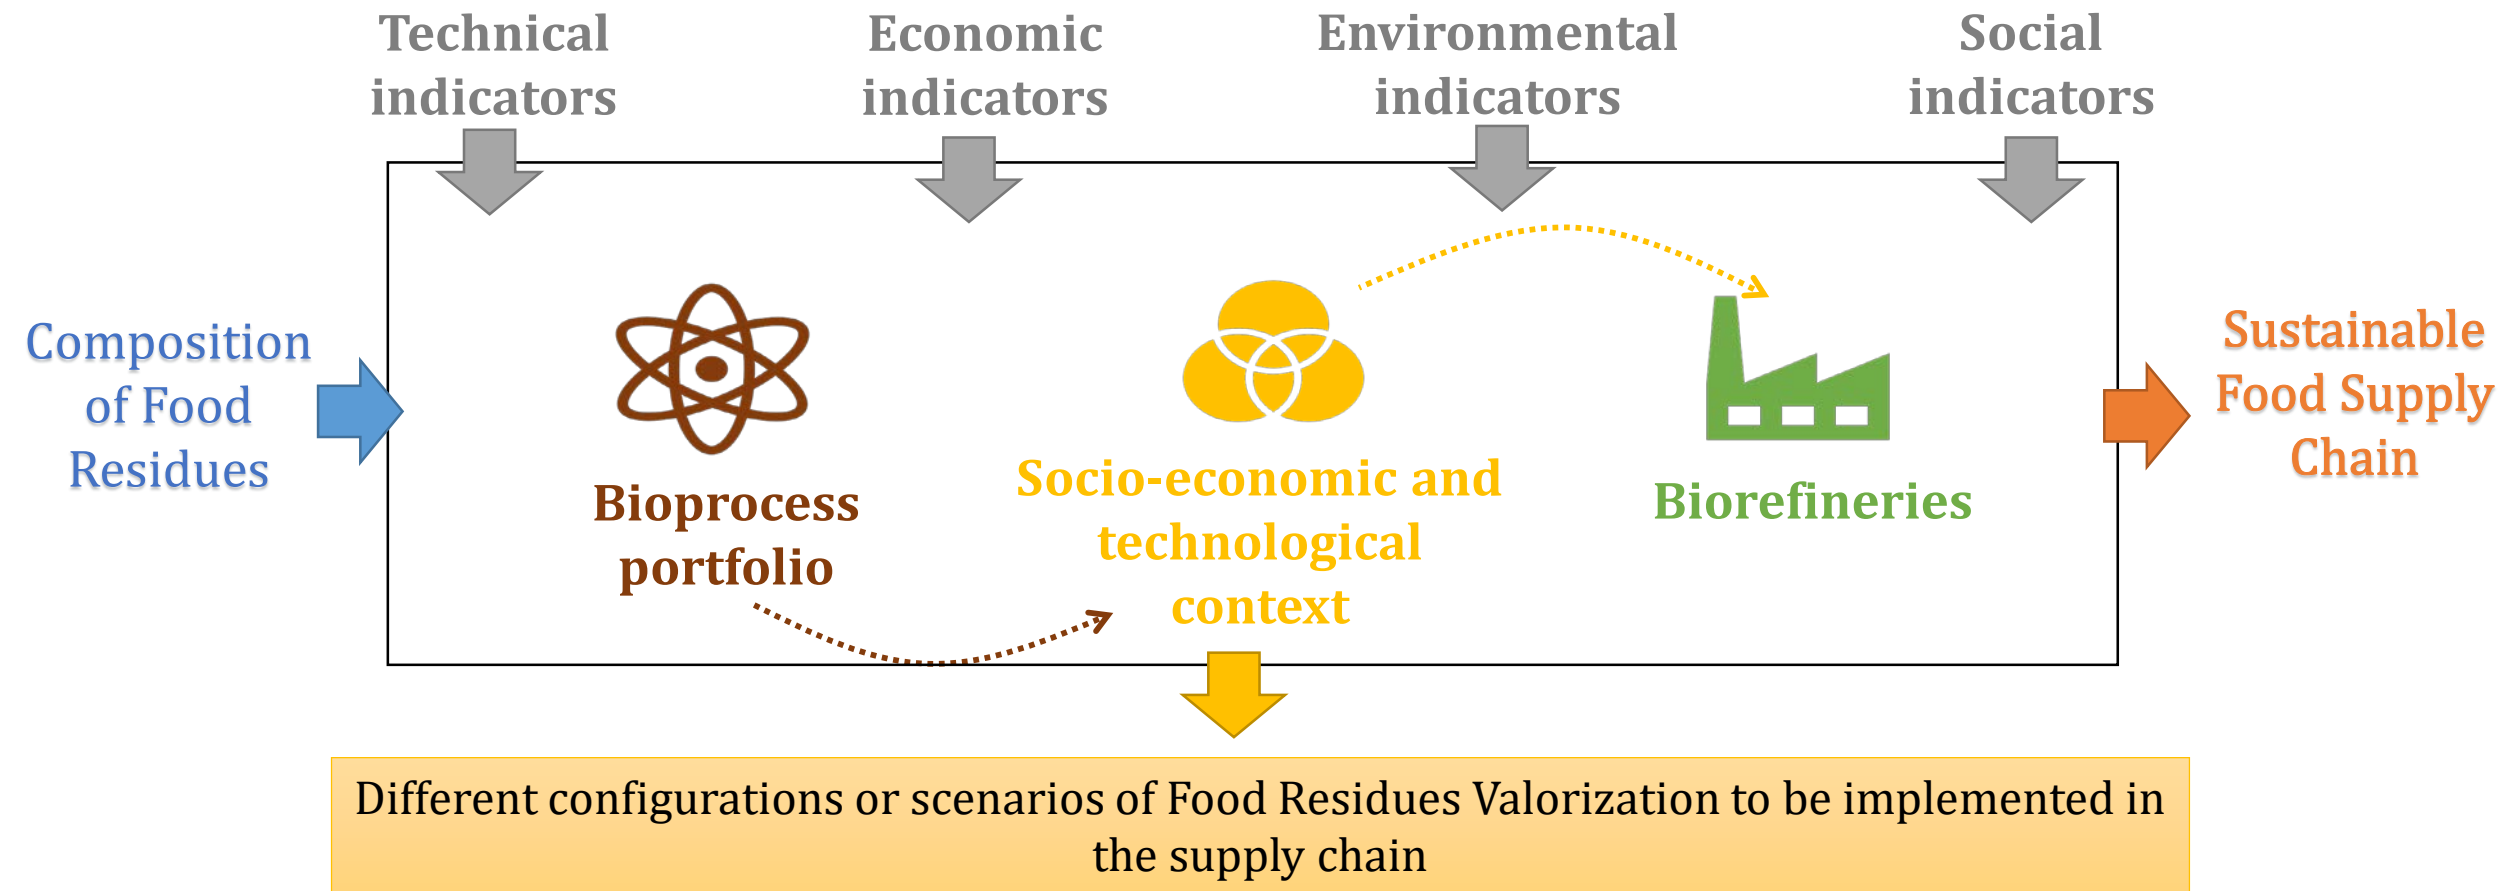 Technical
indicators
Economic
indicators
Environmental
indicators
Social
indicators
Composition
of Food
Residues
Bioprocess
portfolio
Socio-economic and
technological
context
Biorefineries
Sustainable
Food Supply
Chain
Different configurations or scenarios of Food Residues Valorization to be implemented in
the supply chain